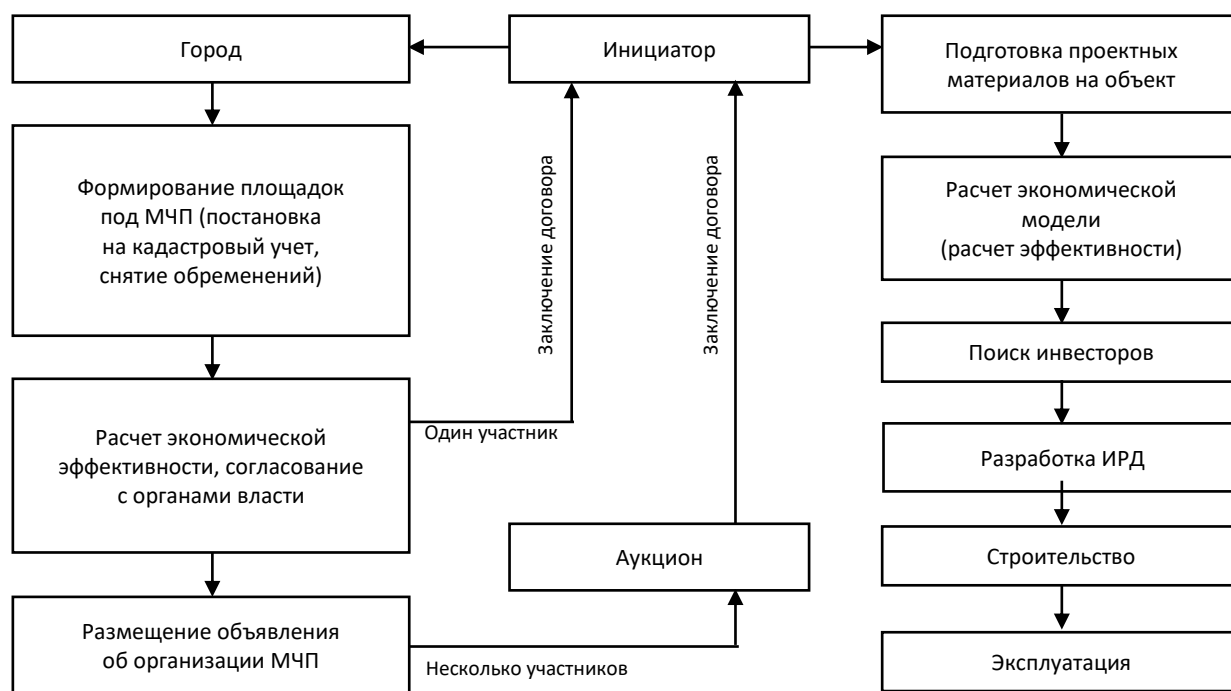 Город
Инициатор
Подготовка проектных
материалов на объект
Формирование площадок
под МЧП (постановка
на кадастровый учет,
снятие обременений)
Заключение договора
Заключение договора
Расчет экономической
модели
(расчет эффективности)
Поиск инвесторов
Расчет экономической
эффективности, согласование
с органами власти
Один участник
Разработка ИРД
Аукцион
Строительство
Размещение объявления
об организации МЧП
Несколько участников
Эксплуатация